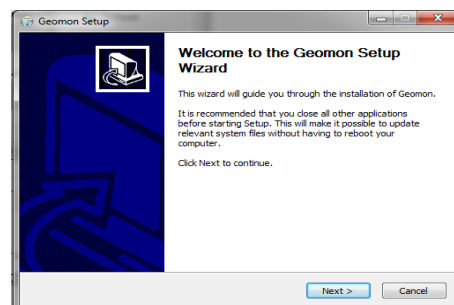 Geomon Setup
Welcome to the Geomon Setup
Wizard
This wizard will guide you through the installation of Geomon.
It is recommended that you close all other applications
before starting Setup. This will make it possible to update
relevant system files without having to reboot your
computer.
Click Next to continue.
Next >
Cancel